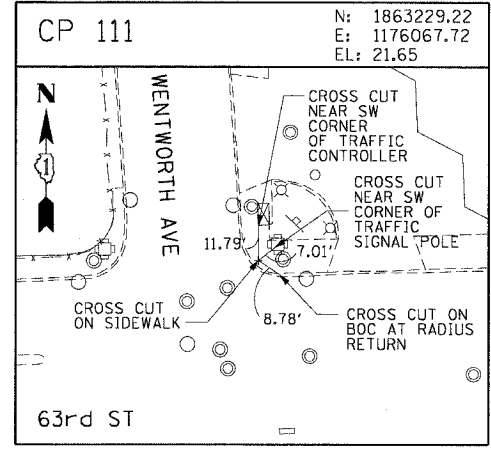 CP 111
N: 1863229.22
E: 1176067.72
EL: 21.65
N
1
WENTWORTH AVE
CROSS CUT
NEAR SW
CORNER
OF TRAFFIC
CONTROLLER
CROSS CUT
NEAR SW
CORNER OF
TRAFFIC
SIGNAL POLE
11.79'
7.01'
CROSS CUT
ON SIDEWALK
8.78'
CROSS CUT ON
BOC AT RADIUS
RETURN
63rd ST